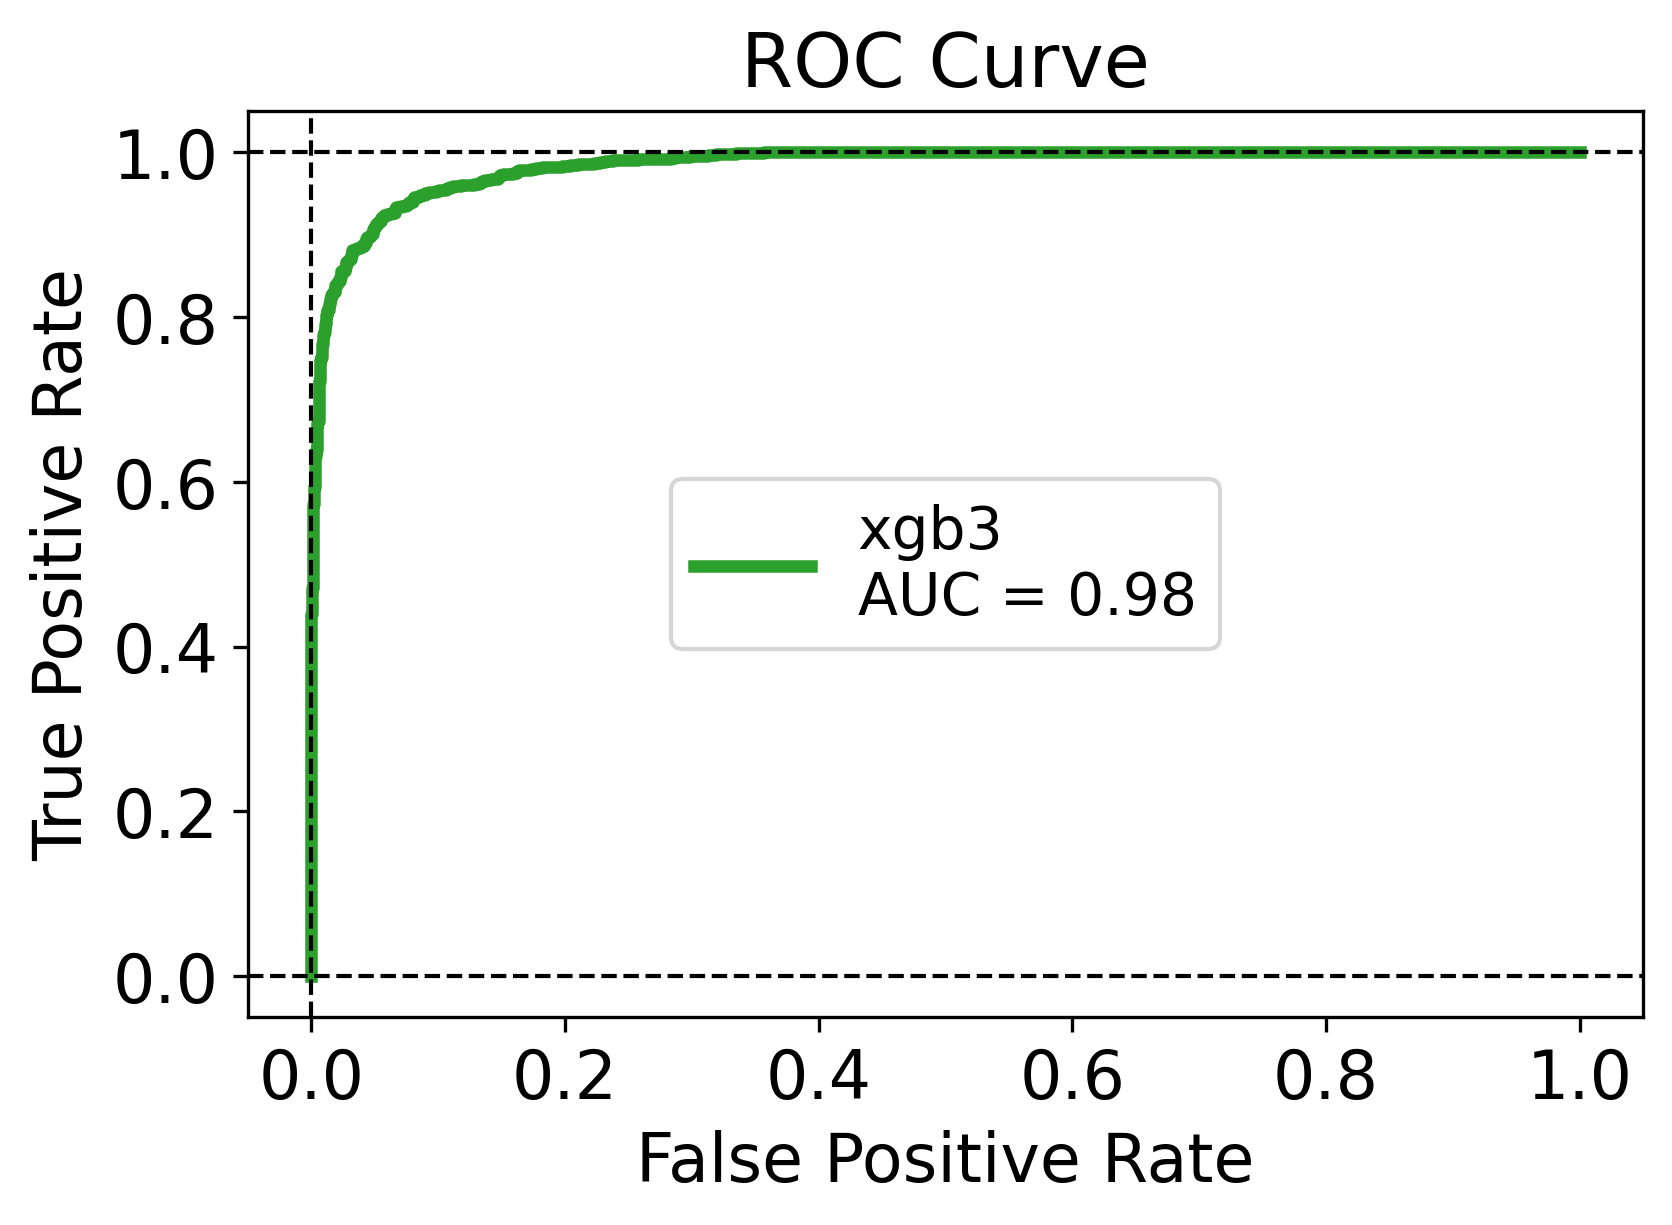 ROC Curve
True Positive Rate
1.0
0.8
0.6
0.4
0.2
0.0
xgb3
AUC = 0.98
0.0 0.2 0.4 0.6 0.8 1.0
False Positive Rate